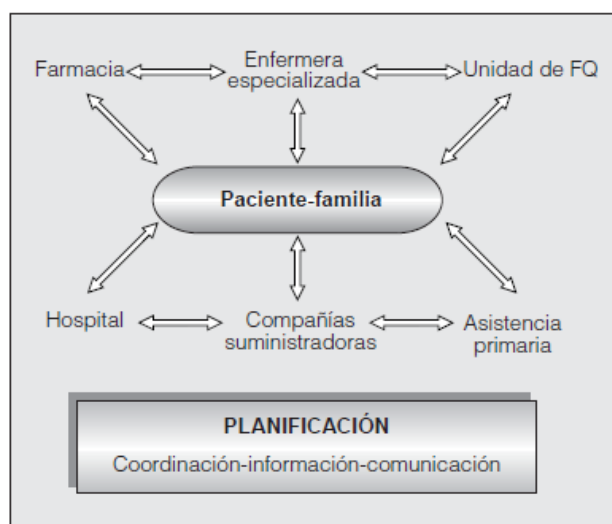 Farmacia
Enfermera
especializada
Unidad de FQ
Paciente-familia
Hospital
Compañías
suministradoras
Asistencia
primaria
PLANIFICACIÓN
Coordinación-información-comunicación